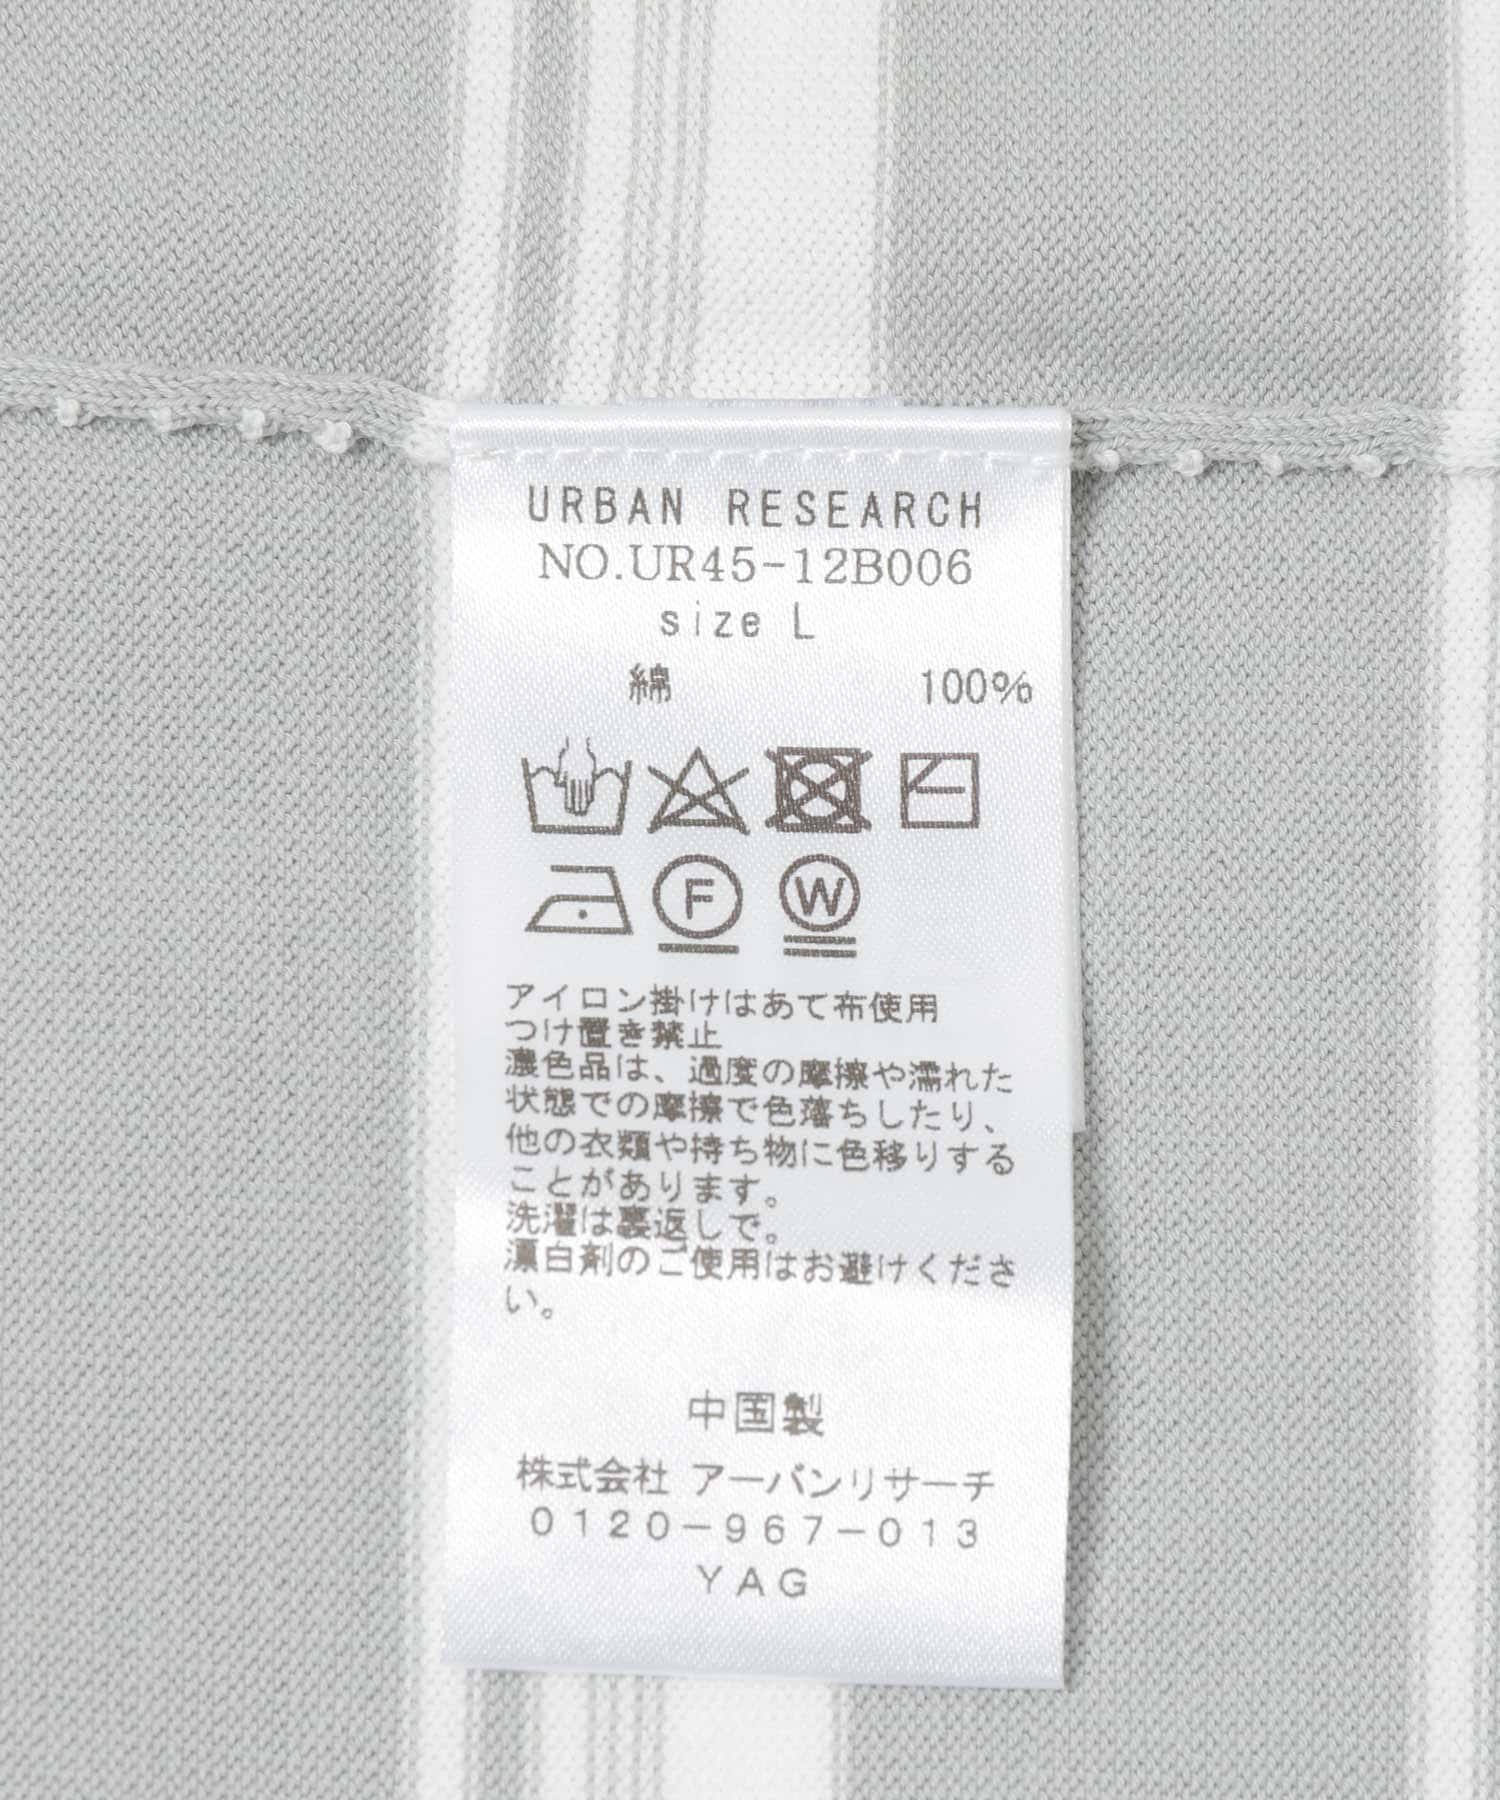 URBAN RESEARCH
NO.UR45-12B006
size L
綿 100%
F W
アイロン掛けはあて布使用
つけ置き禁止
濃色品は、過度の摩擦や濡れた
状態での摩擦で色落ちしたり、
他の衣類や持ち物に色移りする
ことがあります。
洗濯は裏返しで。
漂白剤のご使用はお避けくださ
い。
中国製
株式会社 アーバンリサーチ
0120-967-013
YAG